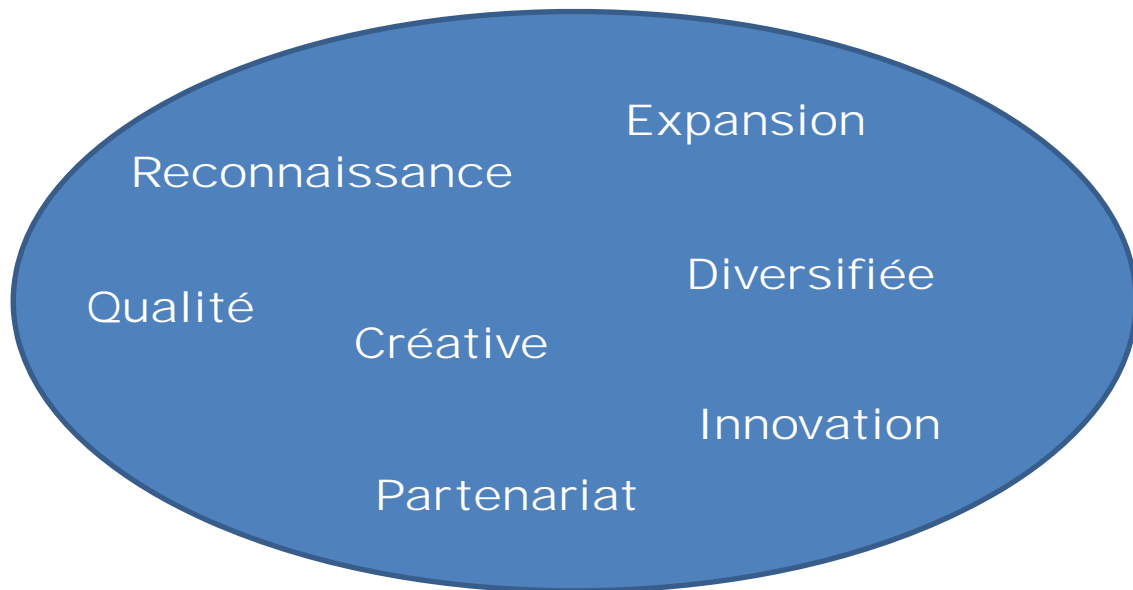 Expansion
Reconnaissance
Diversifiée
Qualité
Créative
Innovation
Partenariat